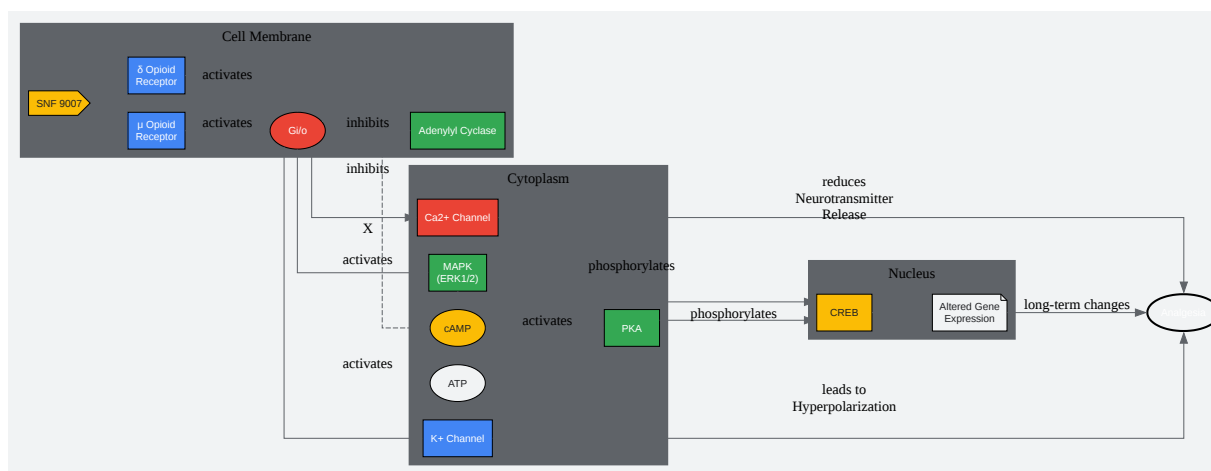 Cell Membrane
δ Opioid
Receptor
activates
SNF 9007
μ Opioid
Receptor
activates
Gi/o
inhibits
Adenylyl Cyclase
inhibits
Cytoplasm
reduces
Neurotransmitter
Release
Ca2+ Channel
X
activates
MAPK
(ERK1/2)
phosphorylates
Nucleus
cAMP
activates
PKA
phosphorylates
CREB
Altered Gene
Expression
long-term changes
activates
ATP
leads to
Hyperpolarization
K+ Channel